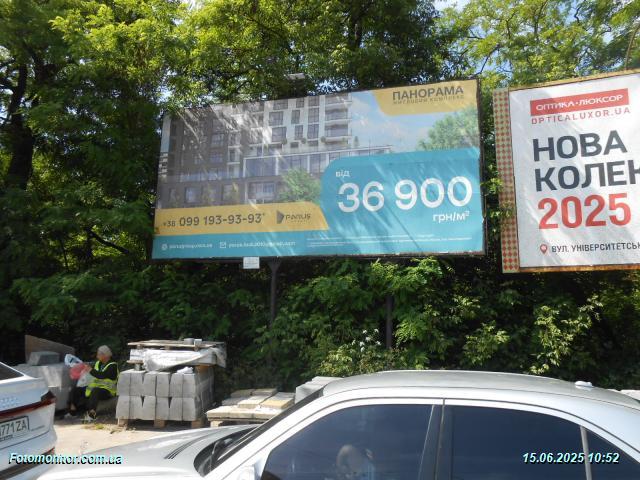 ПАНОРАМА
ЖИТЛОВИЙ КОМПЛЕКС
від
36 900
грн/м²
+38 099 193-93-93*
PARUS
ОПТИКА-ЛЮКСОР
OPTICALUXOR.UA
НОВА
КОЛЕК
2025
ВУЛ. УНІВЕРСИТЕТСЬ
771ZA
Fotomonitor.com.ua
15.06.2025 10:52